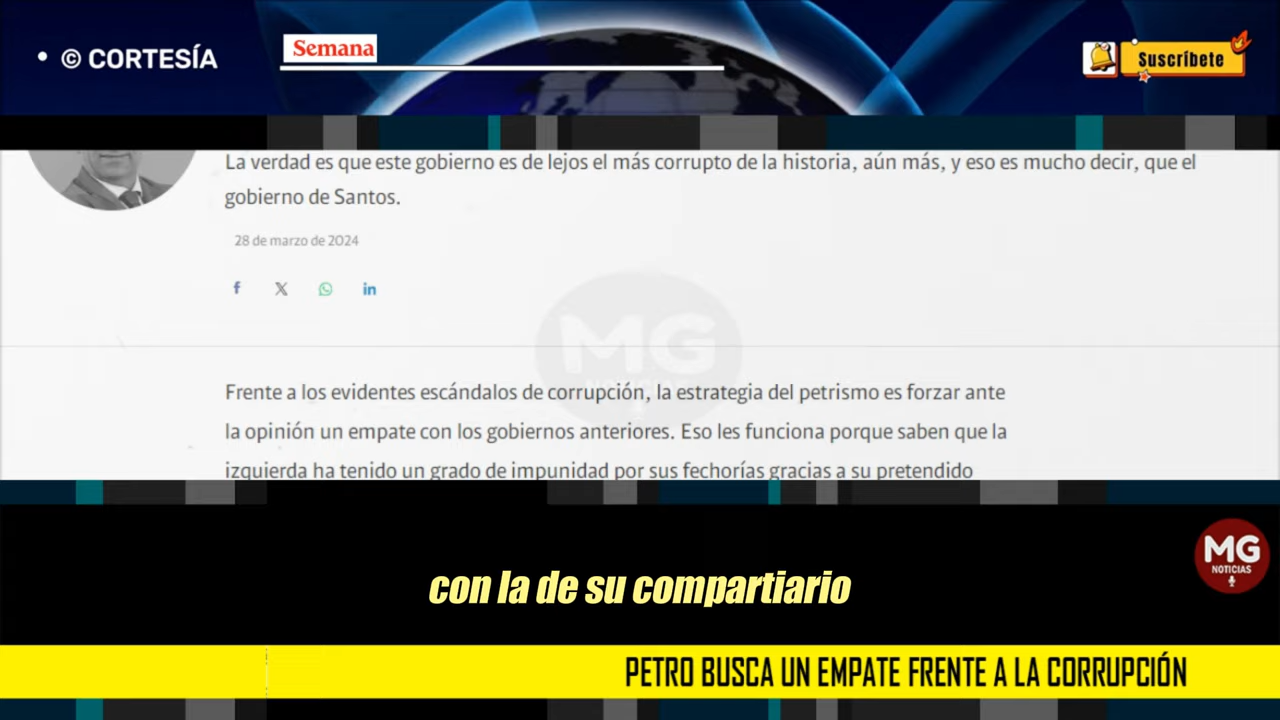 • © CORTESÍA
Semana
Suscríbete
La verdad es que este gobierno es de lejos el más corrupto de la historia, aún más, y eso es mucho decir, que el
gobierno de Santos.
28 de marzo de 2024
MG
Frente a los evidentes escándalos de corrupción, la estrategia del petrismo es forzar ante
la opinión un empate con los gobiernos anteriores. Eso les funciona porque saben que la
izquierda ha tenido un grado de impunidad por sus fechorías gracias a su pretendido
MG
NOTICIAS
con la de su compartiario
PETRO BUSCA UN EMPATE FRENTE A LA CORRUPCIÓN